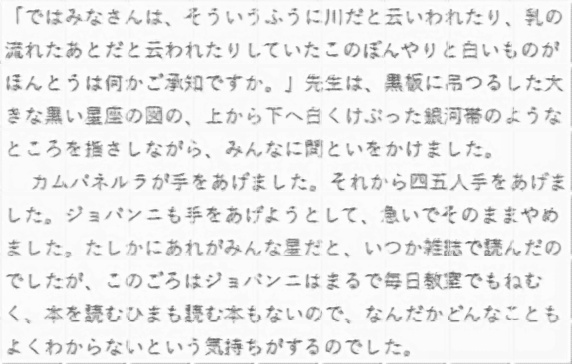 「ではみなさんは、そういうふうに川だと云いわれたり、乳の
流れたあとだと云われたりしていたこのぼんやりと白いものが
ほんとうは何かご承知ですか。」先生は、黒板に吊つるした大
きな黒い星座の図の、上から下へ白くけぶった銀河帯のような
ところを指さしながら、みんなに問といをかけました。
カムパネルラが手をあげました。それから四五人手をあげま
した。ジョバンニも手をあげようとして、急いでそのままやめ
ました。たしかにあれがみんな星だと、いつか雑誌で読んだの
でしたが、このごろはジョバンニはまるで毎日教室でもねむ
く、本を読むひまも読む本もないので、なんだかどんなことも
よくわからないという気持ちがするのでした。